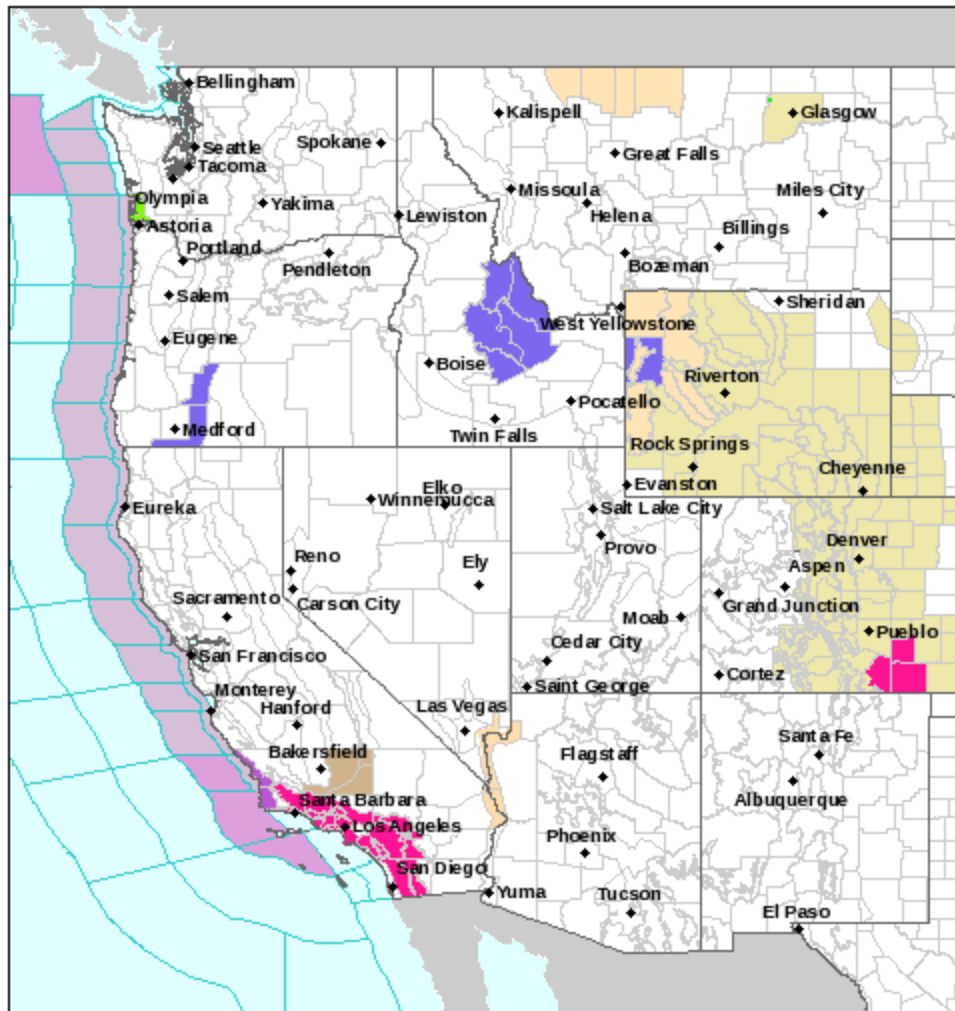 Bellingham
Kalispell
Glasgow
Seattle
Spokane
Great Falls
Tacoma
Missoula
Miles City
Olympia
Yakima
Lewiston
Helena
Astoria
Billings
Portland
Pendleton
Bozeman
Salem
Sheridan
West Yellowstone
Eugene
Boise
Riverton
Pocatello
Medford
Twin Falls
Rock Springs
Cheyenne
Evanston
Elko
Winnemucca
Eureka
Salt Lake City
Denver
Provo
Reno
Ely
Aspen
Sacramento
Carson City
Grand Junction
Moab
Pueblo
Cedar City
San Francisco
Cortez
Saint George
Monterey
Hanford
Las Vegas
Santa Fe
Bakersfield
Flagstaff
Santa Barbara
Albuquerque
Los Angeles
Phoenix
San Diego
Yuma
Tucson
El Paso